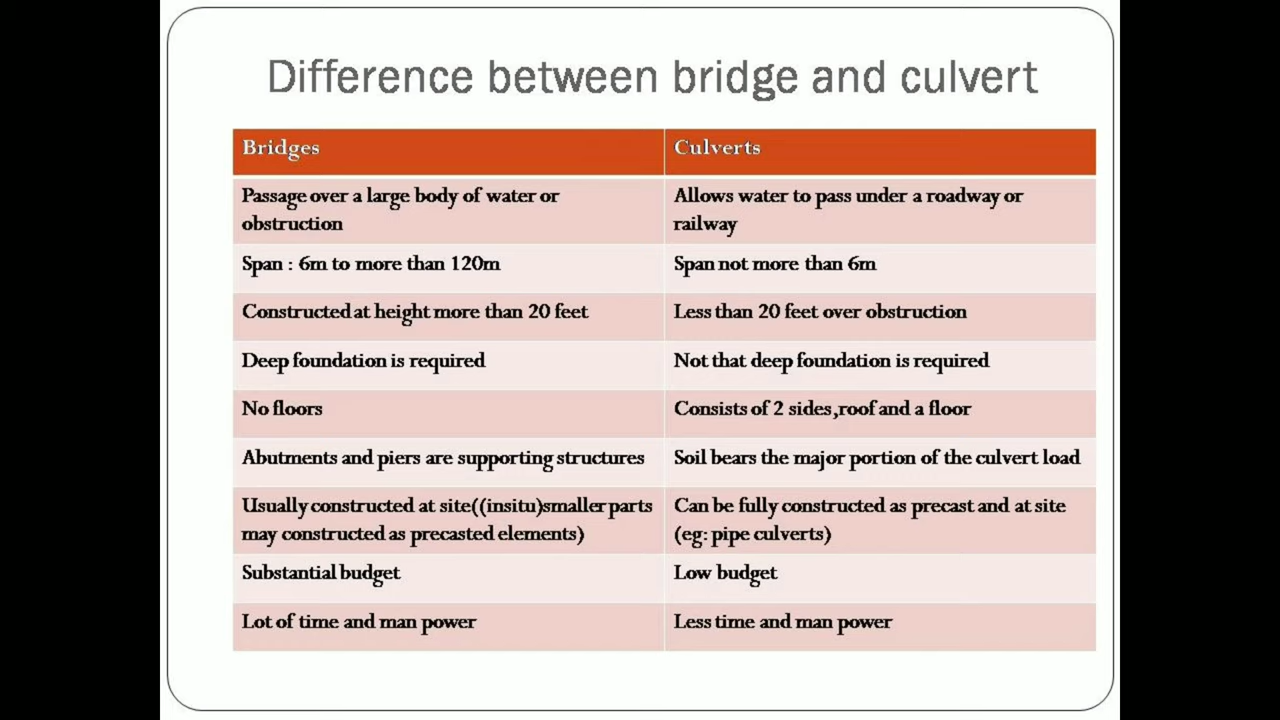 Difference between bridge and culvert
Bridges
Culverts
Passage over a large body of water or
obstruction
Allows water to pass under a roadway or
railway
Span : 6m to more than 120m
Span not more than 6m
Constructed at height more than 20 feet
Less than 20 feet over obstruction
Deep foundation is required
Not that deep foundation is required
No floors
Consists of 2 sides,roof and a floor
Abutments and piers are supporting structures
Soil bears the major portion of the culvert load
Usually constructed at site((insitu)smaller parts
may constructed as precasted elements)
Can be fully constructed as precast and at site
(eg: pipe culverts)
Substantial budget
Low budget
Lot of time and man power
Less time and man power